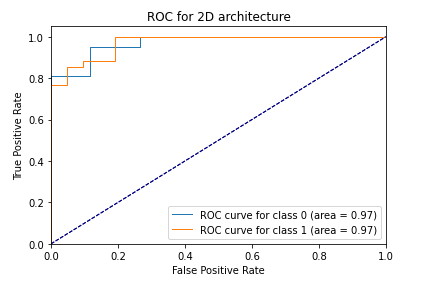 ROC for 2D architecture
True Positive Rate
1.0
0.8
0.6
0.4
0.2
0.0
ROC curve for class 0 (area = 0.97)
ROC curve for class 1 (area = 0.97)
0.0 0.2 0.4 0.6 0.8 1.0
False Positive Rate